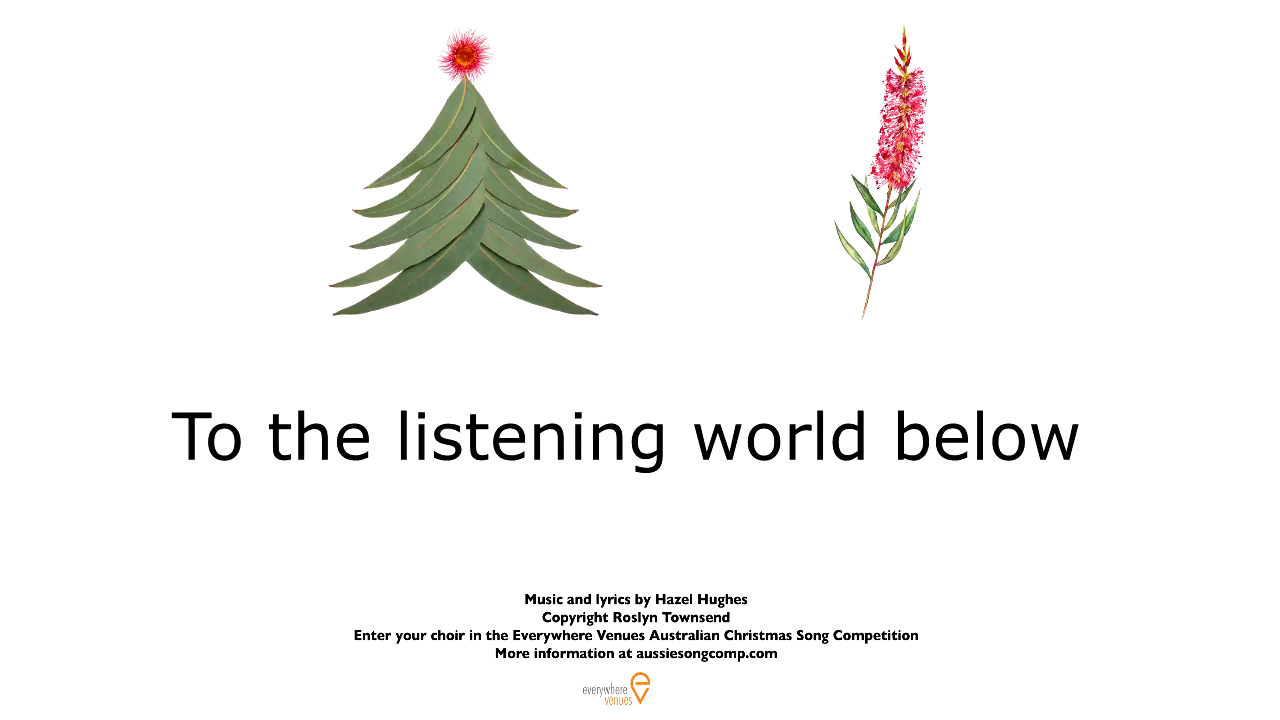 To the listening world below
Music and lyrics by Hazel Hughes
Copyright Roslyn Townsend
Enter your choir in the Everywhere Venues Australian Christmas Song Competition
More information at aussiesongcomp.com
everywhere
venues